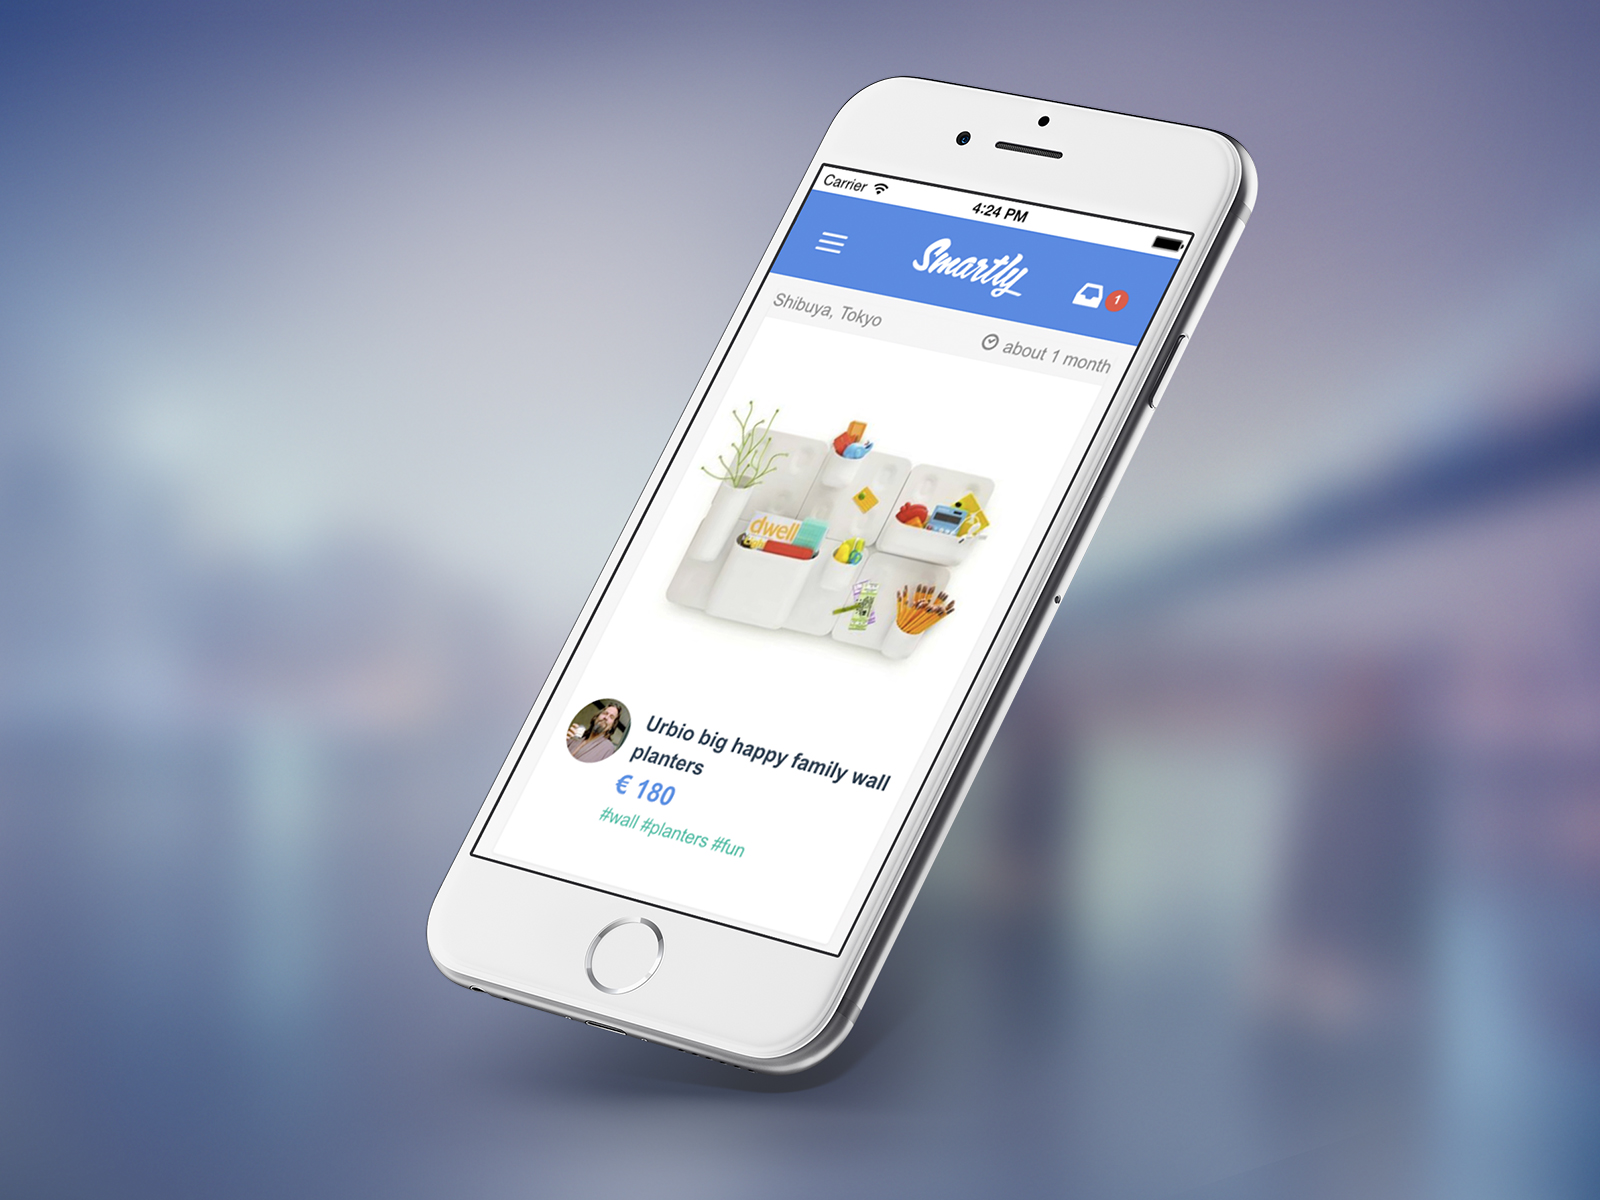 Carrier
4:24 PM
Smartly
1
Shibuya, Tokyo
about 1 month
dwell
Urbio big happy family wall
planters
€ 180
#wall #planters #fun